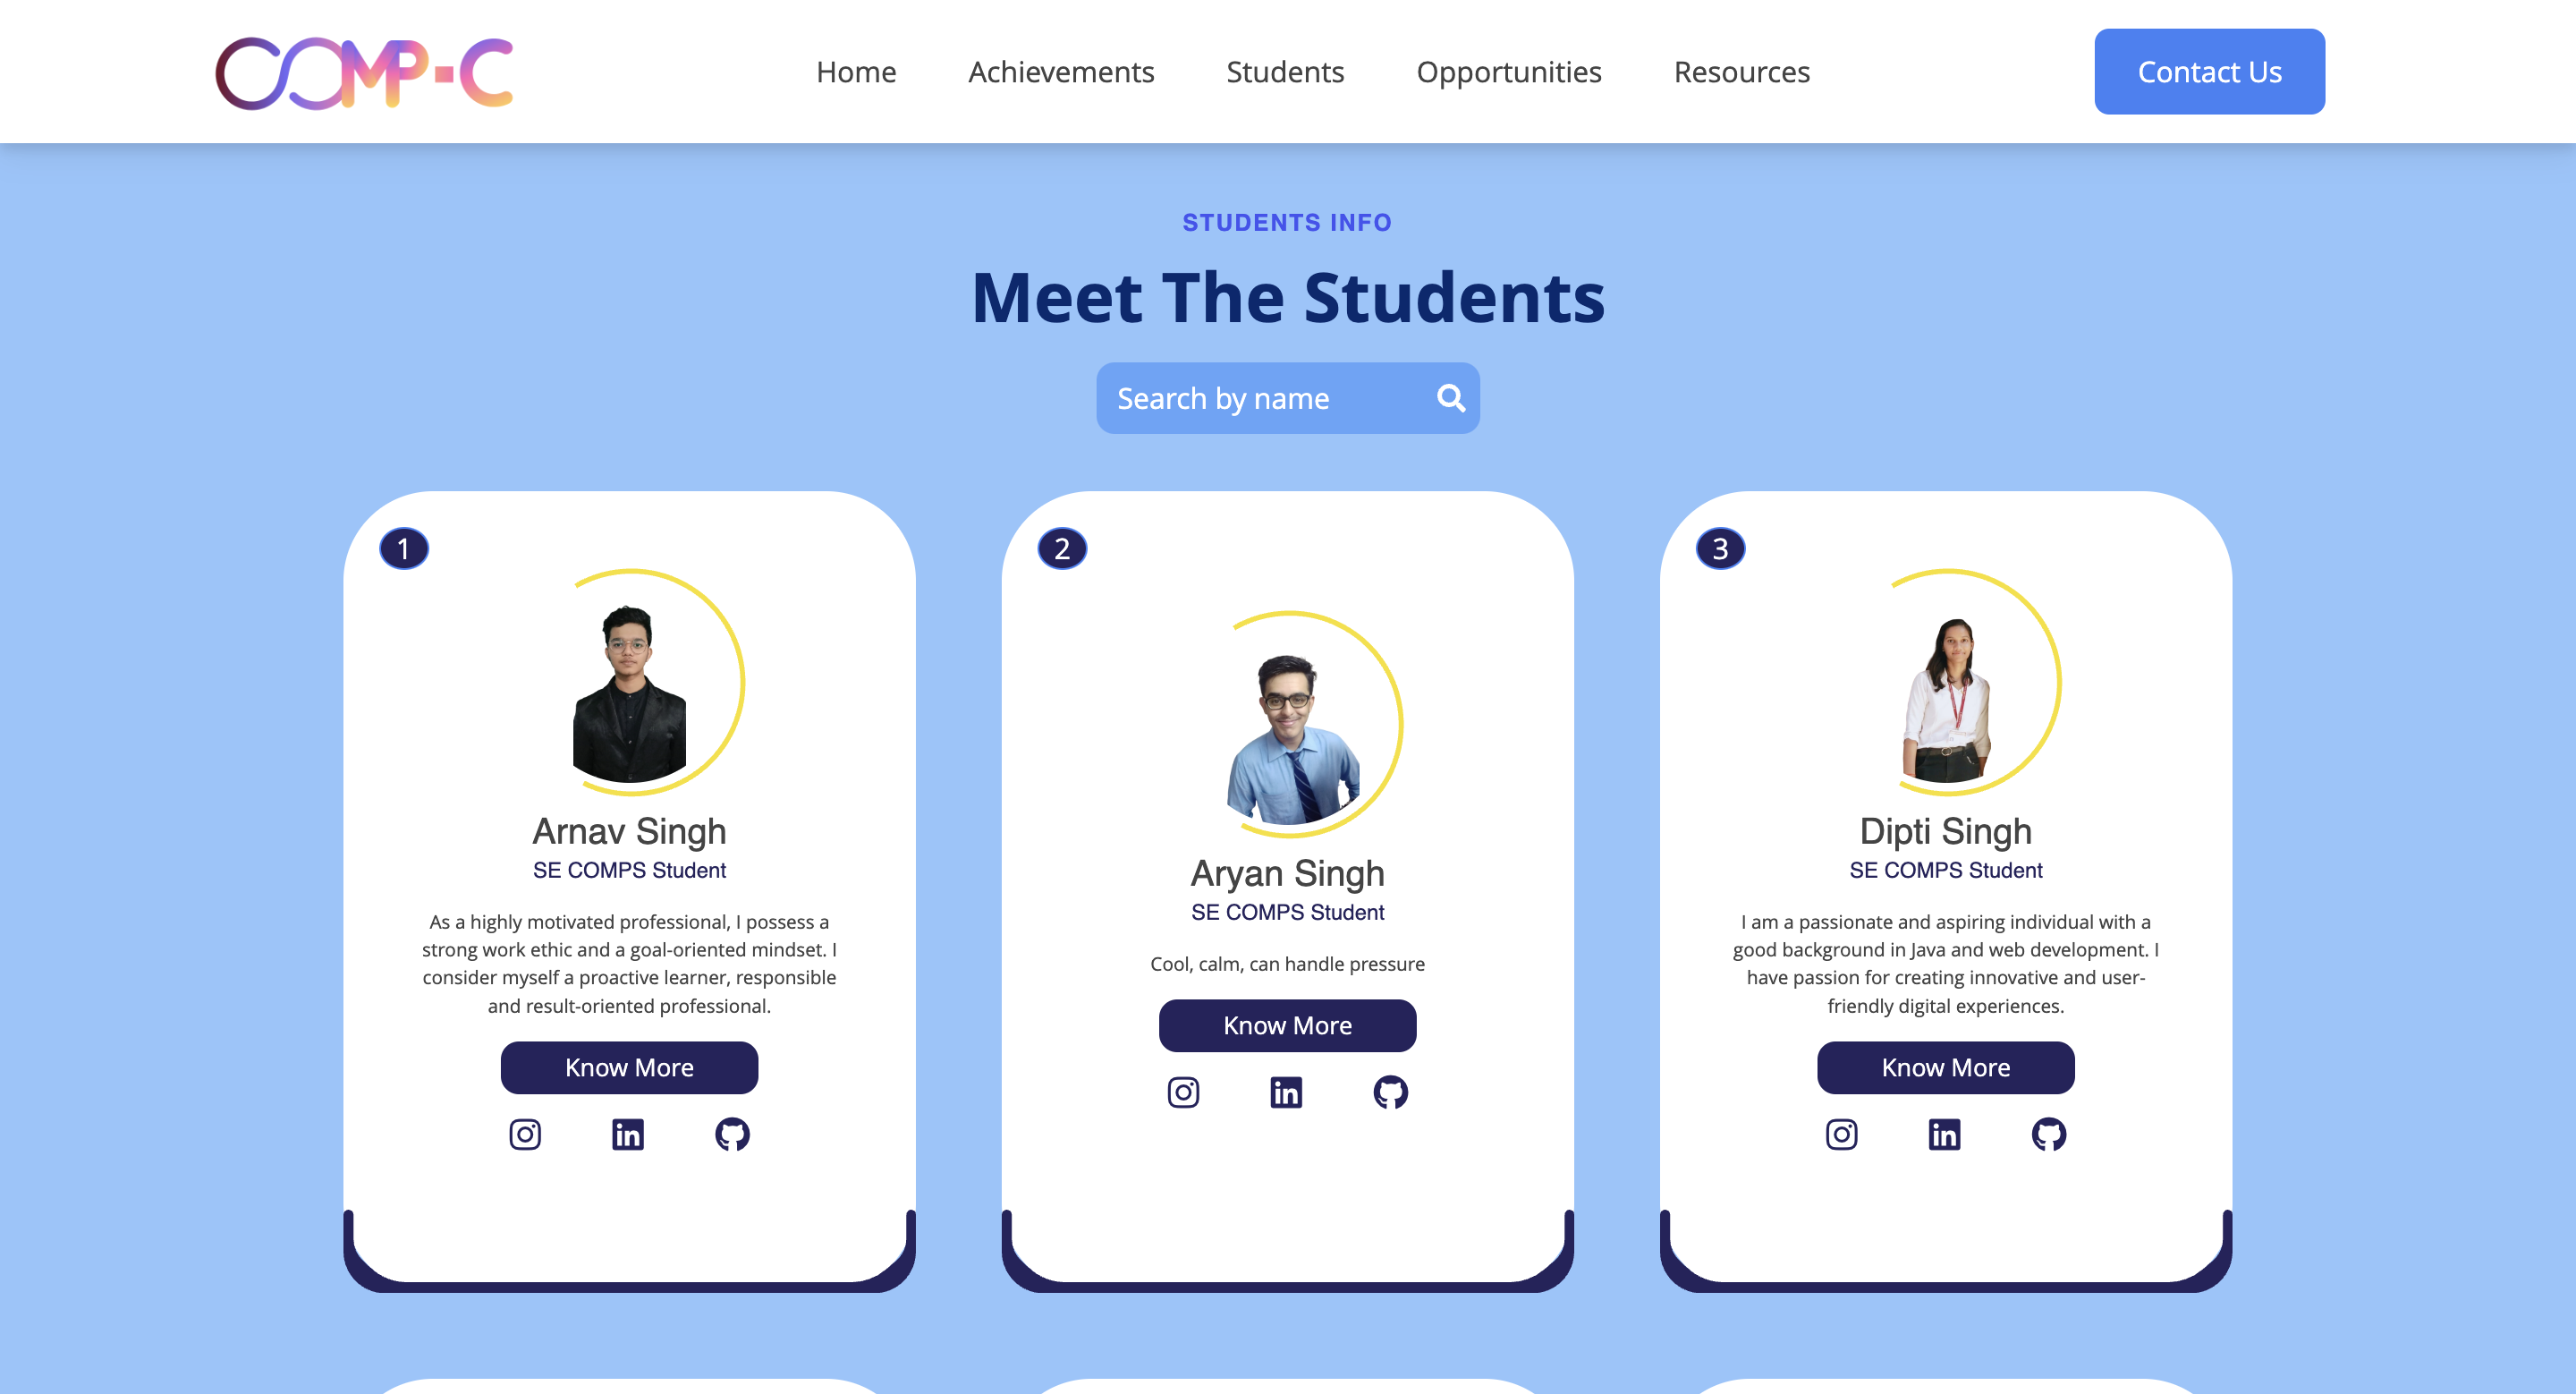 COMP-C
Home
Achievements
Students
Opportunities
Resources
Contact Us
STUDENTS INFO
Meet The Students
Search by name
1
Arnav Singh
SE COMPS Student
As a highly motivated professional, I possess a
strong work ethic and a goal-oriented mindset. I
consider myself a proactive learner, responsible
and result-oriented professional.
Know More
2
Aryan Singh
SE COMPS Student
Cool, calm, can handle pressure
Know More
3
Dipti Singh
SE COMPS Student
I am a passionate and aspiring individual with a
good background in Java and web development. I
have passion for creating innovative and user-
friendly digital experiences.
Know More